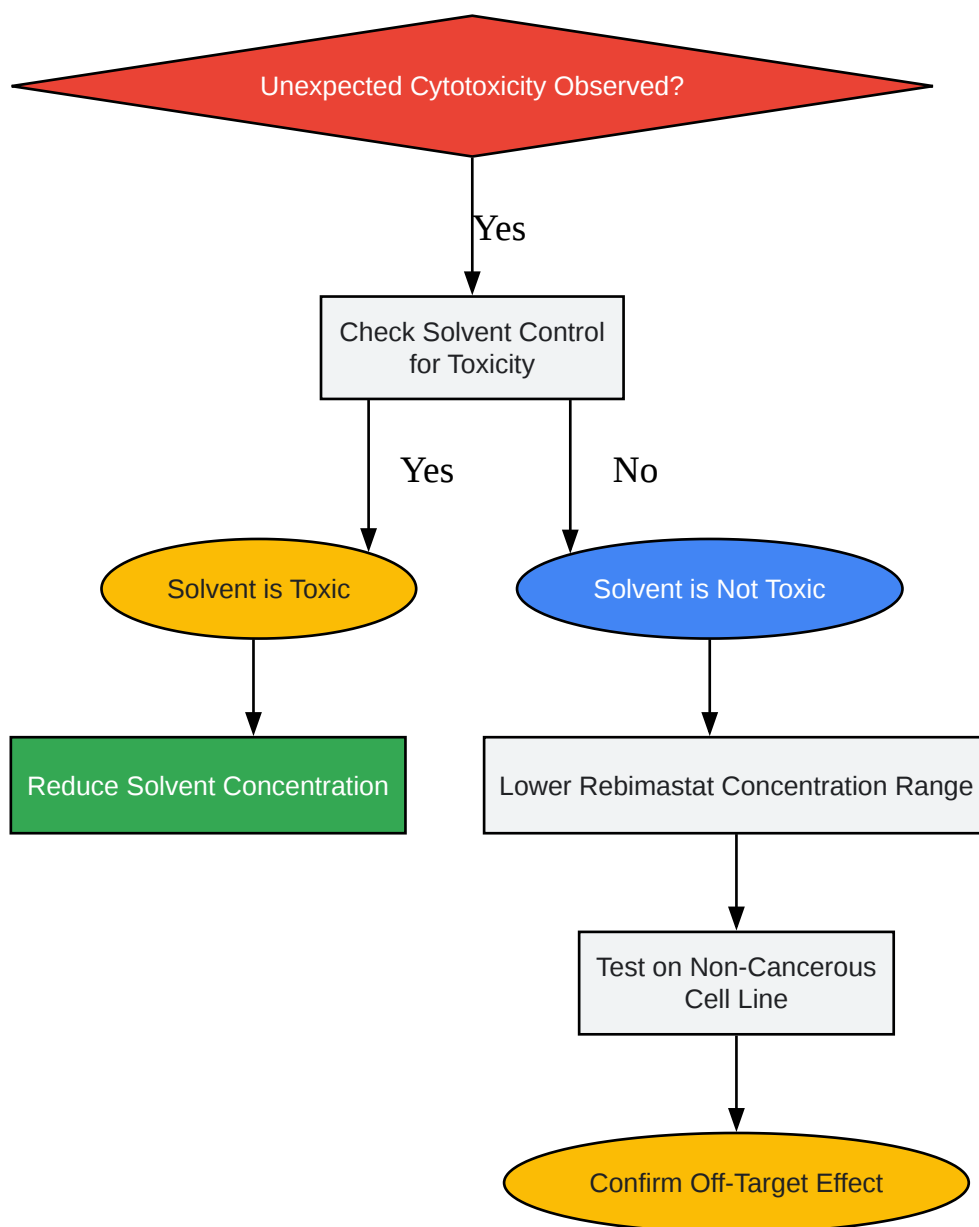 Unexpected Cytotoxicity Observed?
Yes
Check Solvent Control
for Toxicity
Yes
No
Solvent is Toxic
Solvent is Not Toxic
Reduce Solvent Concentration
Lower Rebimastat Concentration Range
Test on Non-Cancerous
Cell Line
Confirm Off-Target Effect